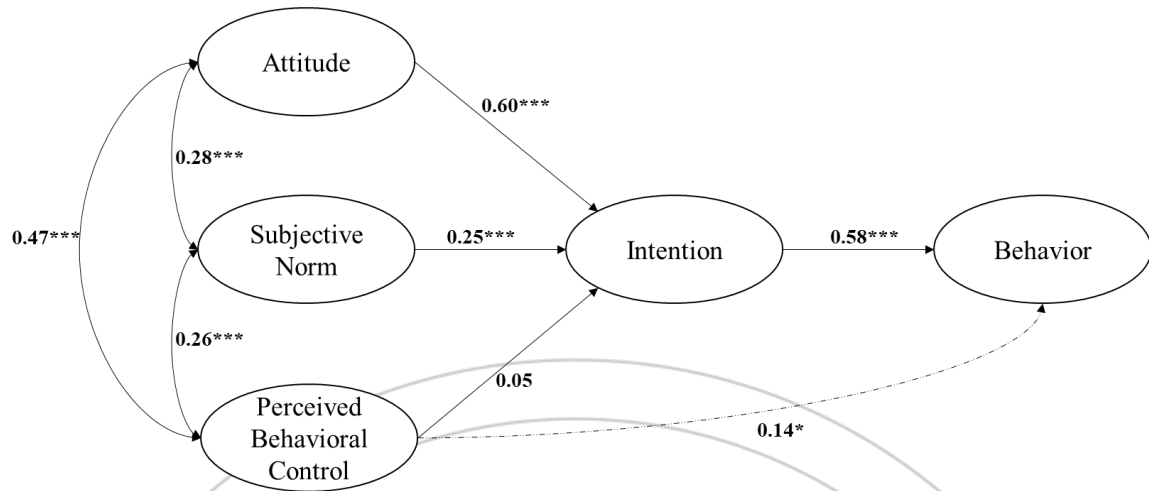 Attitude
0.60***
0.28***
0.47***
Subjective
Norm
0.25***
Intention
0.58***
Behavior
0.26***
0.05
Perceived
Behavioral
Control
0.14*